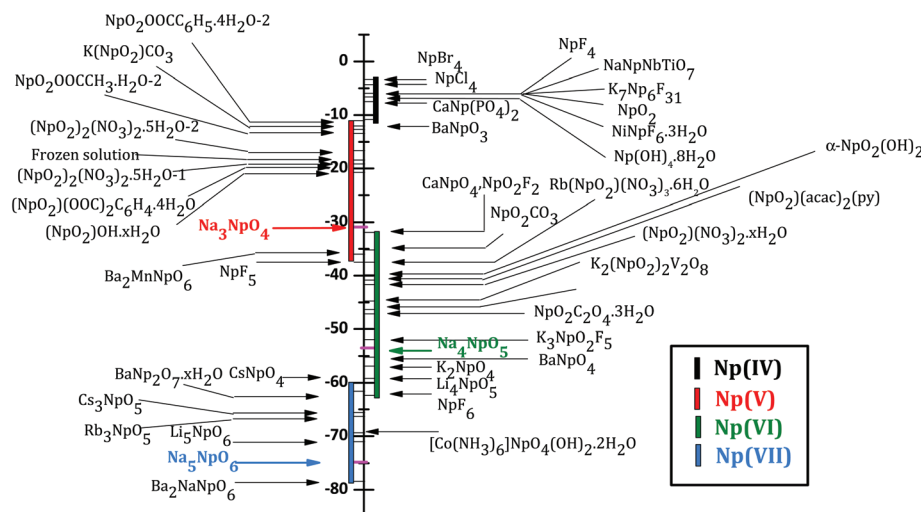 NpO₂OOCC₆H₅.4H₂O-2
K(NpO₂)CO₃
NpO₂OOCCH₃.H₂O-2
(NpO₂)₂(NO₃)₂.5H₂O-2
Frozen solution
(NpO₂)₂(NO₃)₂.5H₂O-1
(NpO₂)(OOC)₂C₆H₄.4H₂O
(NpO₂)OH.xH₂O
Na₃NpO₄
Ba₂MnNpO₆
NpF₅
BaNp₂O₇.xH₂O
CsNpO₄
Cs₃NpO₅
Rb₃NpO₅
Li₅NpO₆
Na₅NpO₆
Ba₂NaNpO₆
0
-10
-20
-30
-40
-50
-60
-70
-80
NpBr₄
NpCl₄
CaNp(PO₄)₂
BaNpO₃
NpF₄
NaNpNbTiO₇
K₇Np₆F₃₁
NpO₂
NiNpF₆.3H₂O
Np(OH)₄.8H₂O
α-NpO₂(OH)₂
CaNpO₄,NpO₂F₂
Rb(NpO₂)(NO₃)₃.6H₂O
(NpO₂)(acac)₂(py)
NpO₂CO₃
(NpO₂)(NO₃)₂.xH₂O
K₂(NpO₂)₂V₂O₈
NpO₂C₂O₄.3H₂O
K₃NpO₂F₅
Na₄NpO₅
BaNpO₄
K₂NpO₄
Li₄NpO₅
NpF₆
[Co(NH₃)₆]NpO₄(OH)₂.2H₂O
Np(IV)
Np(V)
Np(VI)
Np(VII)